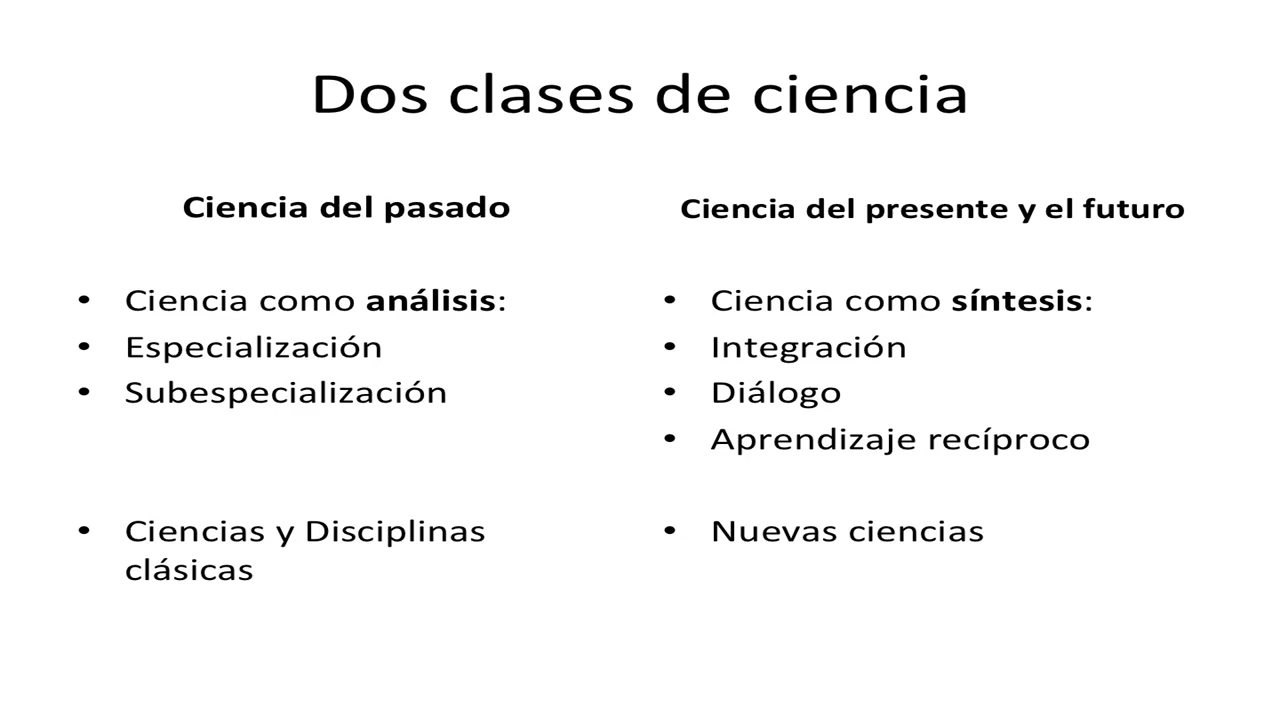 Dos clases de ciencia
Ciencia del pasado
• Ciencia como análisis:
• Especialización
• Subespecialización
• Ciencias y Disciplinas
clásicas
Ciencia del presente y el futuro
• Ciencia como síntesis:
• Integración
• Diálogo
• Aprendizaje recíproco
• Nuevas ciencias